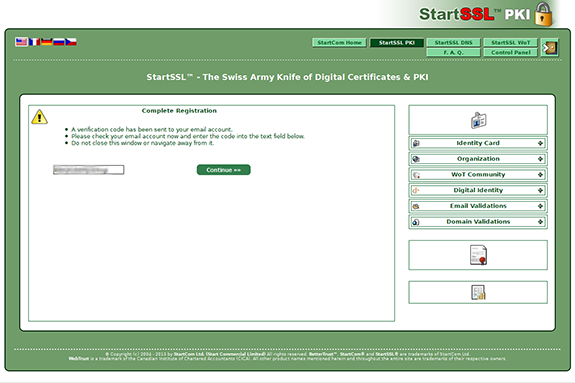 StartSSL™ PKI
StartCom Home
StartSSL PKI
StartSSL DNS
StartSSL WoT
F. A. Q.
Control Panel
StartSSL™ - The Swiss Army Knife of Digital Certificates & PKI
Complete Registration
A verification code has been sent to your email account.
Please check your email account now and enter the code into the text field below.
Do not close this window or navigate away from it.
Continue »»
Identity Card
Organization
WoT Community
Digital Identity
Email Validations
Domain Validations
© Copyright (c) 2004 - 2015 by StartCom Ltd. (Start Commercial Limited) All rights reserved. BetterTrust™, StartCom® and StartSSL® are trademarks of StartCom Ltd.
WebTrust is a trademark of the Canadian Institute of Chartered Accountants (CICA). All other product names mentioned herein and throughout the entire site are trademarks of their respective owners.